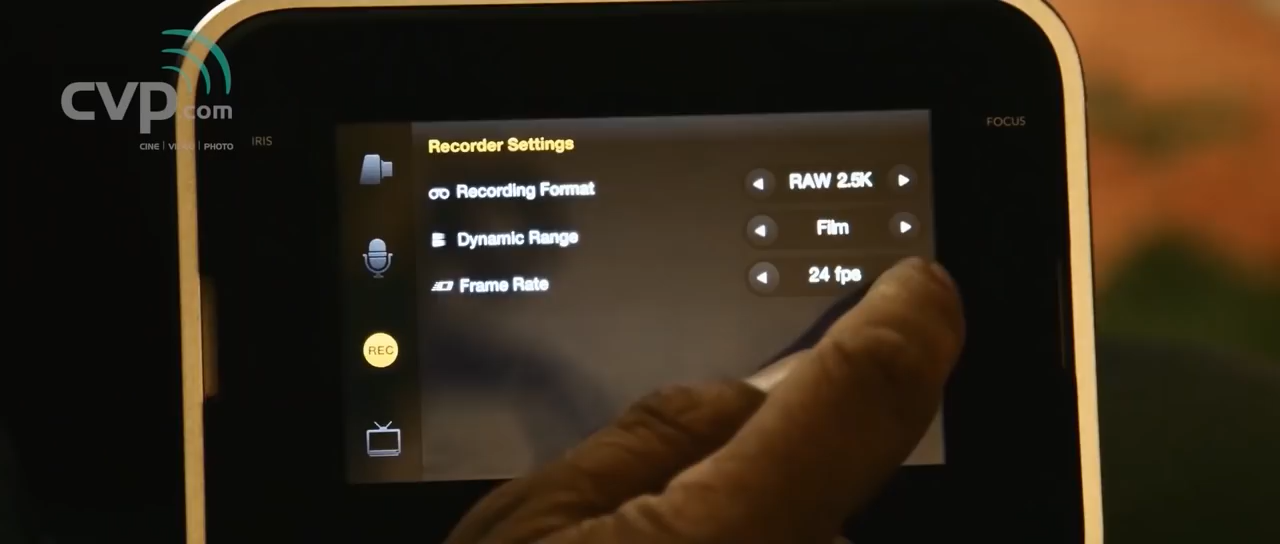 cvp.com
CINE | VIDEO | PHOTO
IRIS
FOCUS
Recorder Settings
Recording Format
RAW 2.5K
Dynamic Range
Film
Frame Rate
24 fps
REC